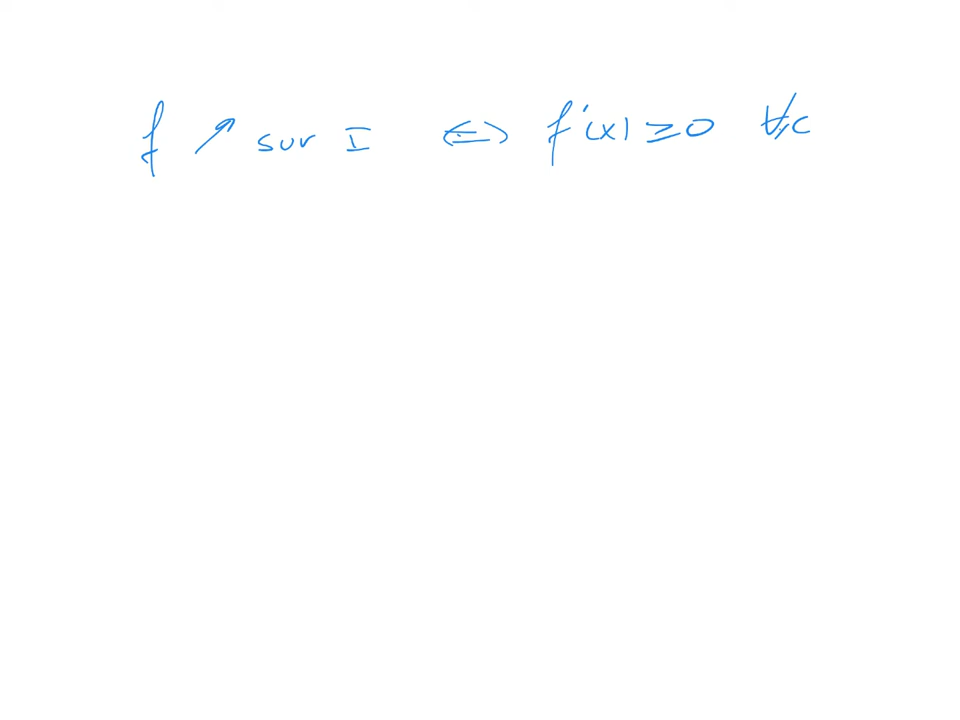 f ↗ sur I ⇔ f'(x) ≥ 0 ∀x